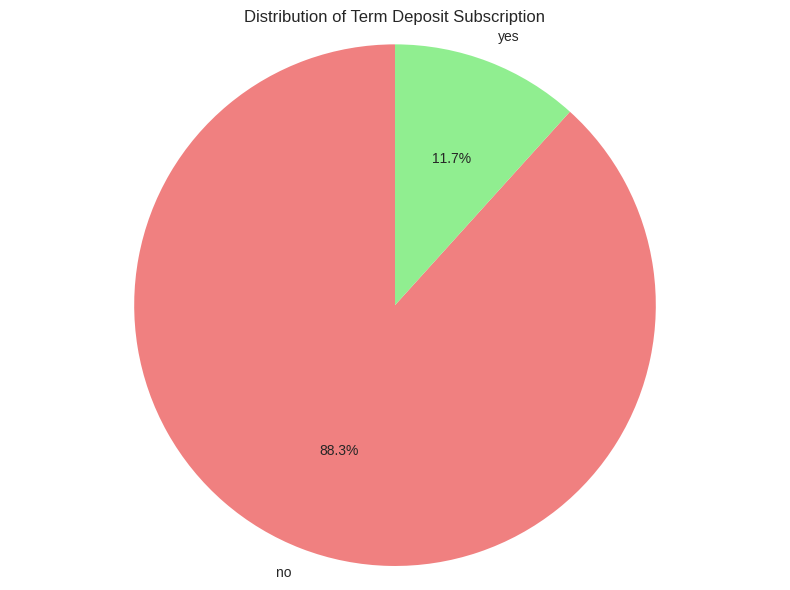 Distribution of Term Deposit Subscription
yes
11.7%
88.3%
no